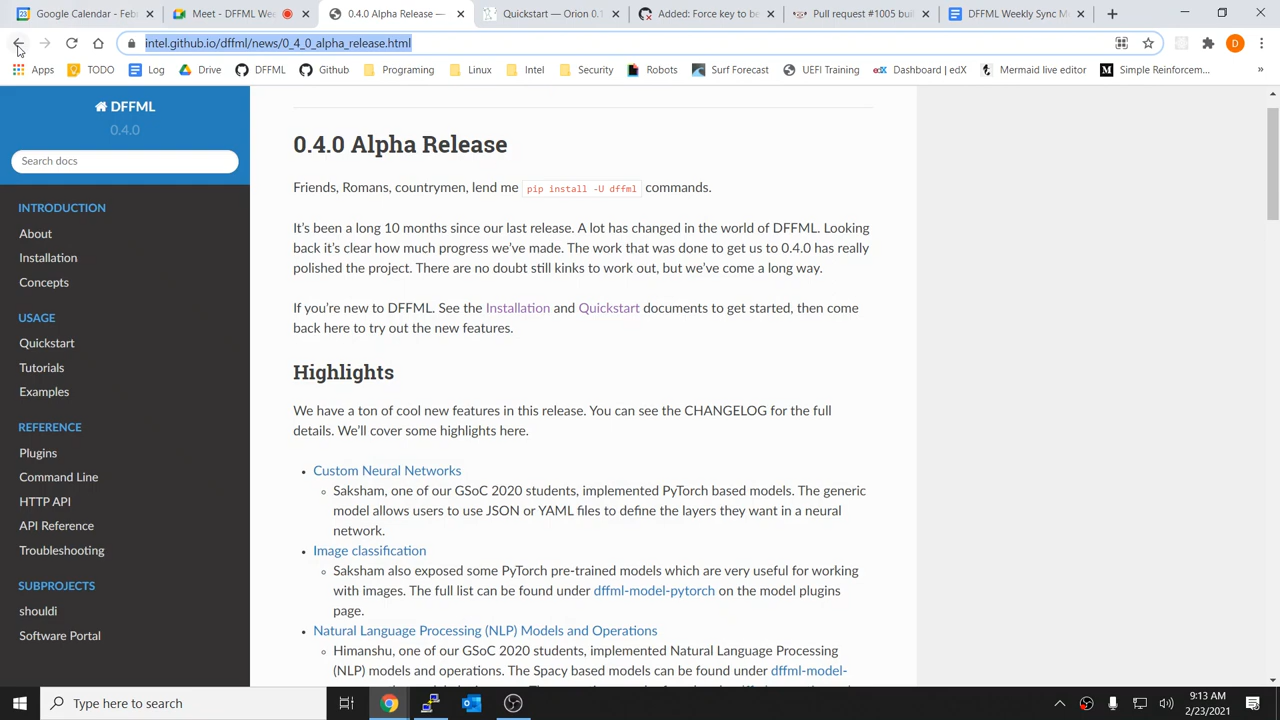 Google Calendar - Febr
Meet - DFFML Wee
0.4.0 Alpha Release —
Quickstart — Orion 0.1
Added: Force flag to be
Pull request #1005 buil
DFFML Weekly Sync M
intel.github.io/dffml/news/0_4_0_alpha_release.html
D
Apps
TODO
Log
Drive
DFFML
Github
Programing
Linux
Intel
Security
Robots
Surf Forecast
UEFI Training
edX
Dashboard | edX
Mermaid live editor
M
Simple Reinforcem...
»
DFFML
0.4.0
Search docs
INTRODUCTION
About
Installation
Concepts
USAGE
Quickstart
Tutorials
Examples
REFERENCE
Plugins
Command Line
HTTP API
API Reference
Troubleshooting
SUBPROJECTS
shouldi
Software Portal
0.4.0 Alpha Release
Friends, Romans, countrymen, lend me pip install -U dffml commands.
It's been a long 10 months since our last release. A lot has changed in the world of DFFML. Looking
back it's clear how much progress we've made. The work that was done to get us to 0.4.0 has really
polished the project. There are no doubt still kinks to work out, but we've come a long way.
If you're new to DFFML. See the Installation and Quickstart documents to get started, then come
back here to try out the new features.
Highlights
We have a ton of cool new features in this release. You can see the CHANGELOG for the full
details. We'll cover some highlights here.
Custom Neural Networks
Saksham, one of our GSoC 2020 students, implemented PyTorch based models. The generic
model allows users to use JSON or YAML files to define the layers they want in a neural
network.
Image classification
Saksham also exposed some PyTorch pre-trained models which are very useful for working
with images. The full list can be found under dffml-model-pytorch on the model plugins
page.
Natural Language Processing (NLP) Models and Operations
Himanshu, one of our GSoC 2020 students, implemented Natural Language Processing
(NLP) models and operations. The Spacy based models can be found under dffml-model-
Type here to search
9:13 AM
2/23/2021